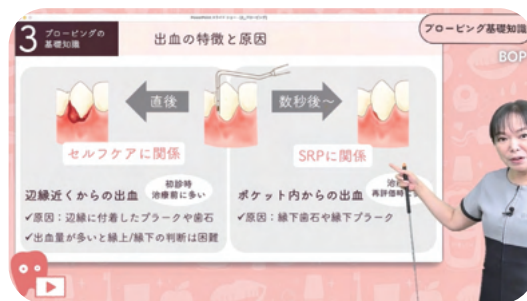 3 プロービングの
基礎知識
出血の特徴と原因
プロービング基礎知識
BOP
直後
数秒後～
セルフケアに関係
SRPに関係
辺縁近くからの出血
初診時
治療前に多い
✓原因：辺縁に付着したプラークや歯石
✓出血量が多いと縁上/縁下の判断は困難
ポケット内からの出血
再評価時
✓原因：縁下歯石や縁下プラーク